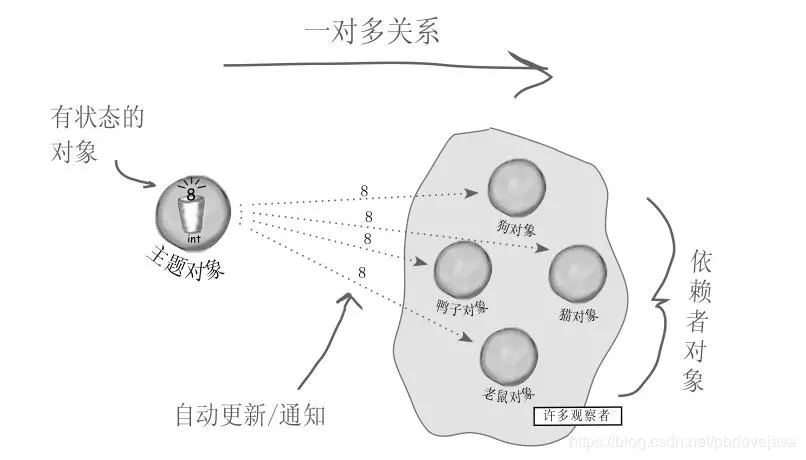 一对多关系
有状态的
对象
8
int
主题对象
8
8
8
8
狗对象
鸭子对象
猫对象
老鼠对象
许多观察者
依赖者对象
自动更新/通知
https://blog.csdn.net/pbrlovejava